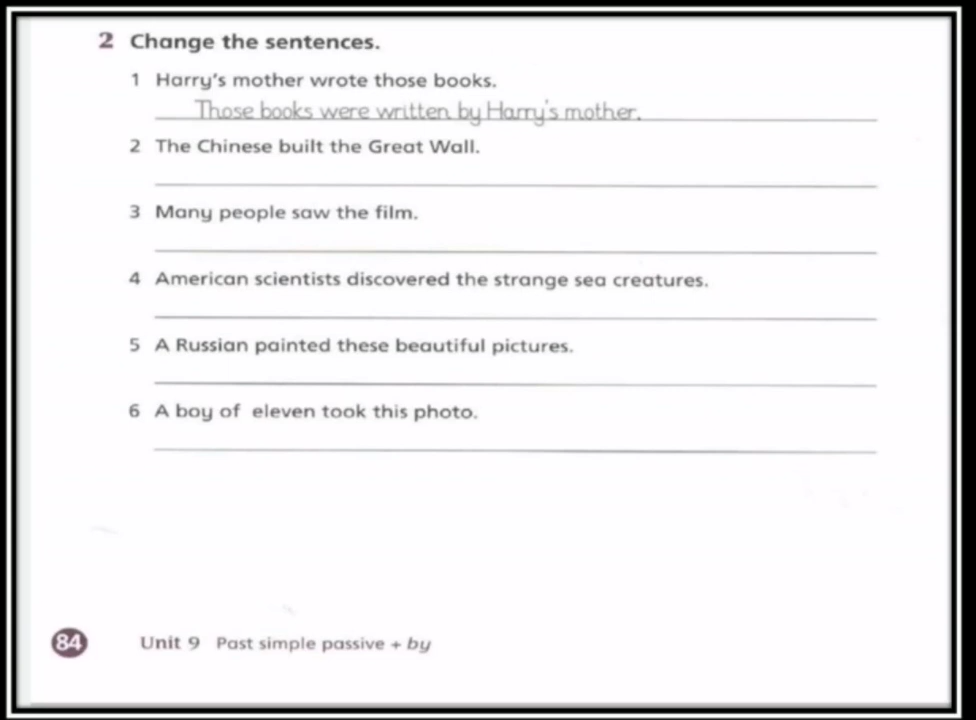 2 Change the sentences.
1 Harry's mother wrote those books.
Those books were written by Harry's mother.
2 The Chinese built the Great Wall.
3 Many people saw the film.
4 American scientists discovered the strange sea creatures.
5 A Russian painted these beautiful pictures.
6 A boy of eleven took this photo.
84 Unit 9 Past simple passive + by